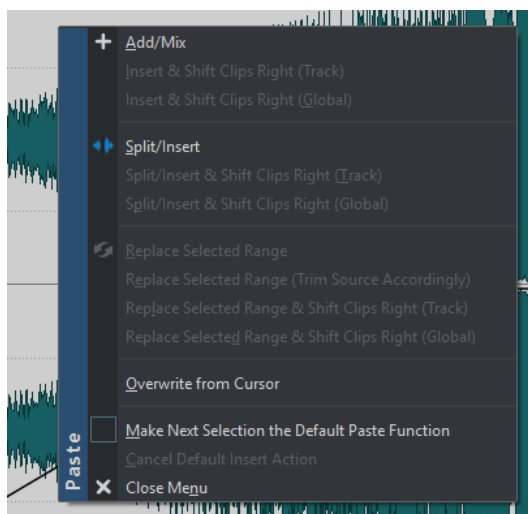 Paste
Add/Mix
Insert & Shift Clips Right (Track)
Insert & Shift Clips Right (Global)
Split/Insert
Split/Insert & Shift Clips Right (Track)
Split/Insert & Shift Clips Right (Global)
Replace Selected Range
Replace Selected Range (Trim Source Accordingly)
Replace Selected Range & Shift Clips Right (Track)
Replace Selected Range & Shift Clips Right (Global)
Overwrite from Cursor
Make Next Selection the Default Paste Function
Cancel Default Insert Action
Close Menu